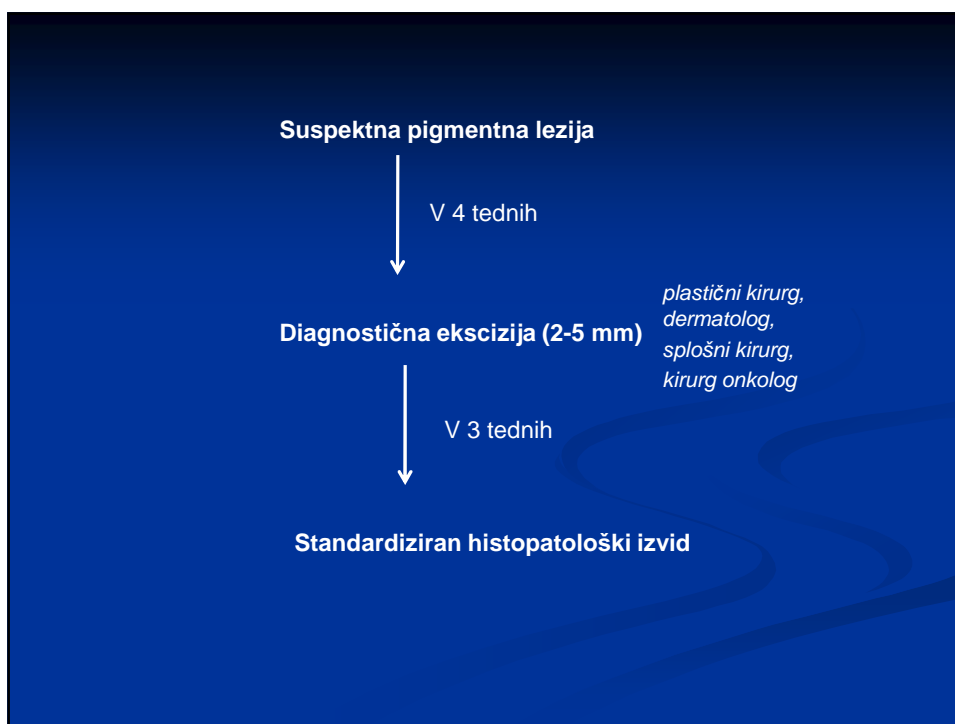 Suspektna pigmentna lezija
V 4 tednih
Diagnostična ekscizija (2-5 mm)
plastični kirurg,
dermatolog,
splošni kirurg,
kirurg onkolog
V 3 tednih
Standardiziran histopatološki izvid